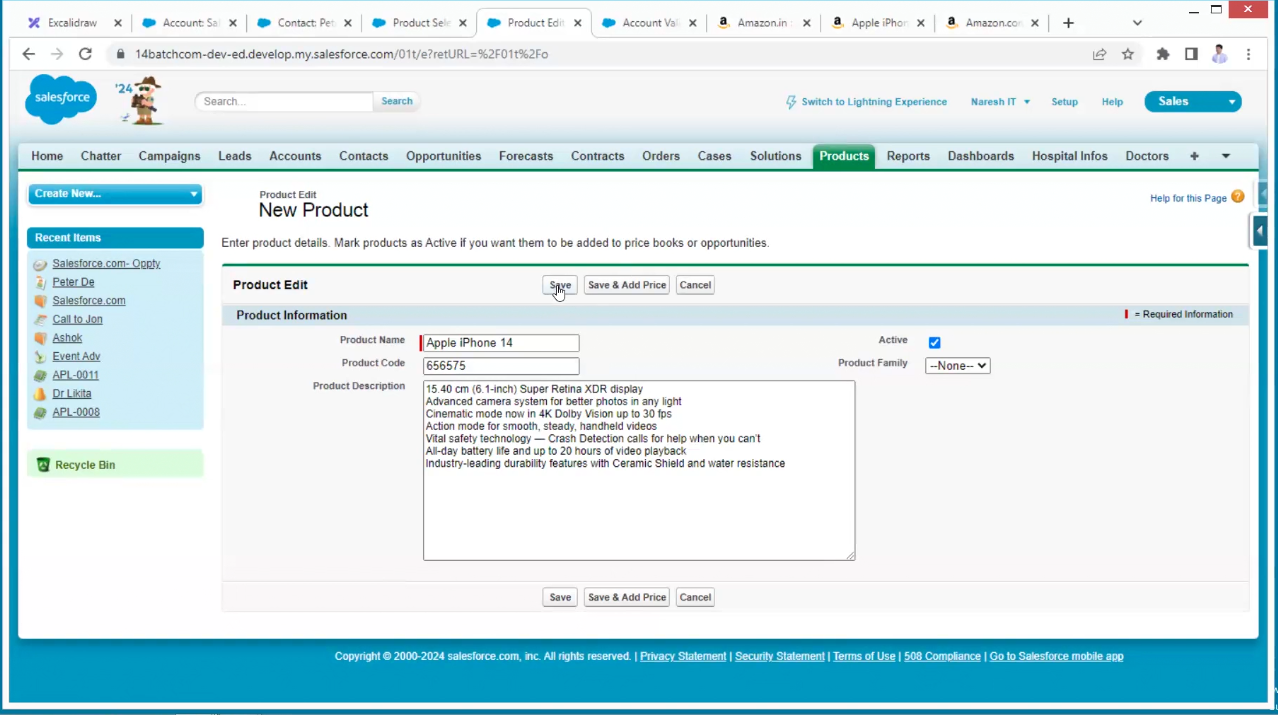 Excalidraw
Account: Sal
Contact: Pet
Product Sele
Product Edit
Account Val
Amazon.in :
Apple iPhon
Amazon.co
14batchcom-dev-ed.develop.my.salesforce.com/01t/e?retURL=%2F01t%2Fo
salesforce
'24
Search...
Search
Switch to Lightning Experience
Naresh IT
Setup
Help
Sales
Home
Chatter
Campaigns
Leads
Accounts
Contacts
Opportunities
Forecasts
Contracts
Orders
Cases
Solutions
Products
Reports
Dashboards
Hospital Infos
Doctors
+
Create New...
Recent Items
Salesforce.com- Oppty
Peter De
Salesforce.com
Call to Jon
Ashok
Event Adv
APL-0011
Dr Likita
APL-0008
Recycle Bin
Product Edit
New Product
Help for this Page ?
Enter product details. Mark products as Active if you want them to be added to price books or opportunities.
Product Edit
Save
Save & Add Price
Cancel
Product Information
= Required Information
Product Name
Apple iPhone 14
Active
Product Code
656575
Product Family
--None--
Product Description
15.40 cm (6.1-inch) Super Retina XDR display
Advanced camera system for better photos in any light
Cinematic mode now in 4K Dolby Vision up to 30 fps
Action mode for smooth, steady, handheld videos
Vital safety technology — Crash Detection calls for help when you can't
All-day battery life and up to 20 hours of video playback
Industry-leading durability features with Ceramic Shield and water resistance
Save
Save & Add Price
Cancel
Copyright © 2000-2024 salesforce.com, inc. All rights reserved. | Privacy Statement | Security Statement | Terms of Use | 508 Compliance | Go to Salesforce mobile app